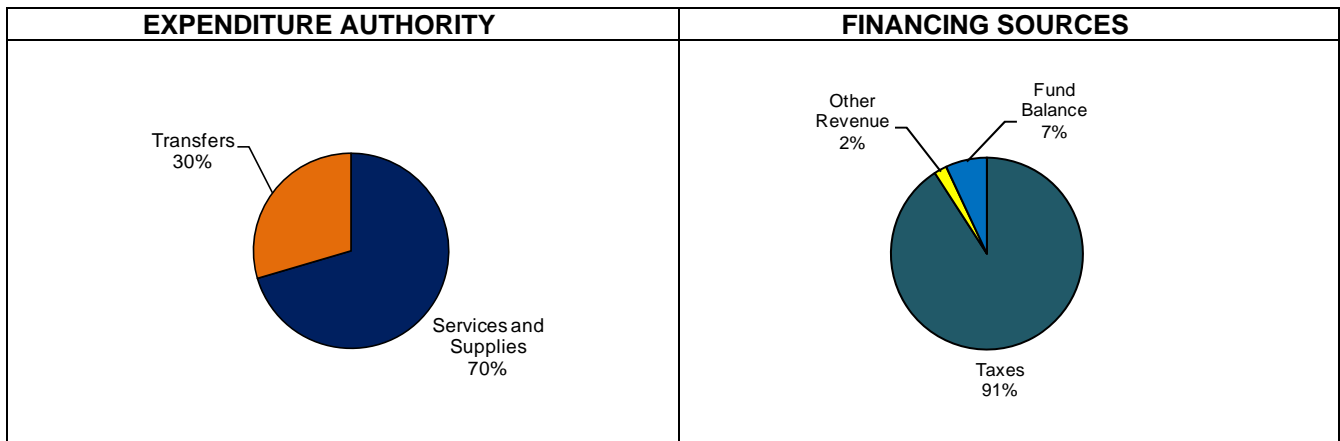 EXPENDITURE AUTHORITY
FINANCING SOURCES
Transfers
30%
Services and
Supplies
70%
Other
Revenue
2%
Fund
Balance
7%
Taxes
91%